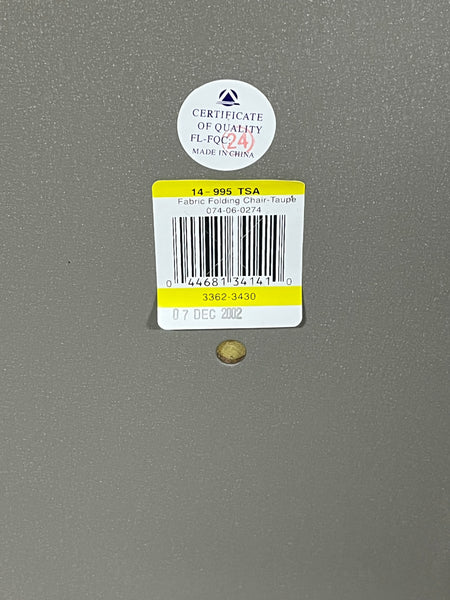 CERTIFICATE
OF QUALITY
FL-FQC (24)
MADE IN CHINA
14-995 TSA
Fabric Folding Chair-Taupe
074-06-0274
0 44681 34141 0
3362-3430
07 DEC 2002